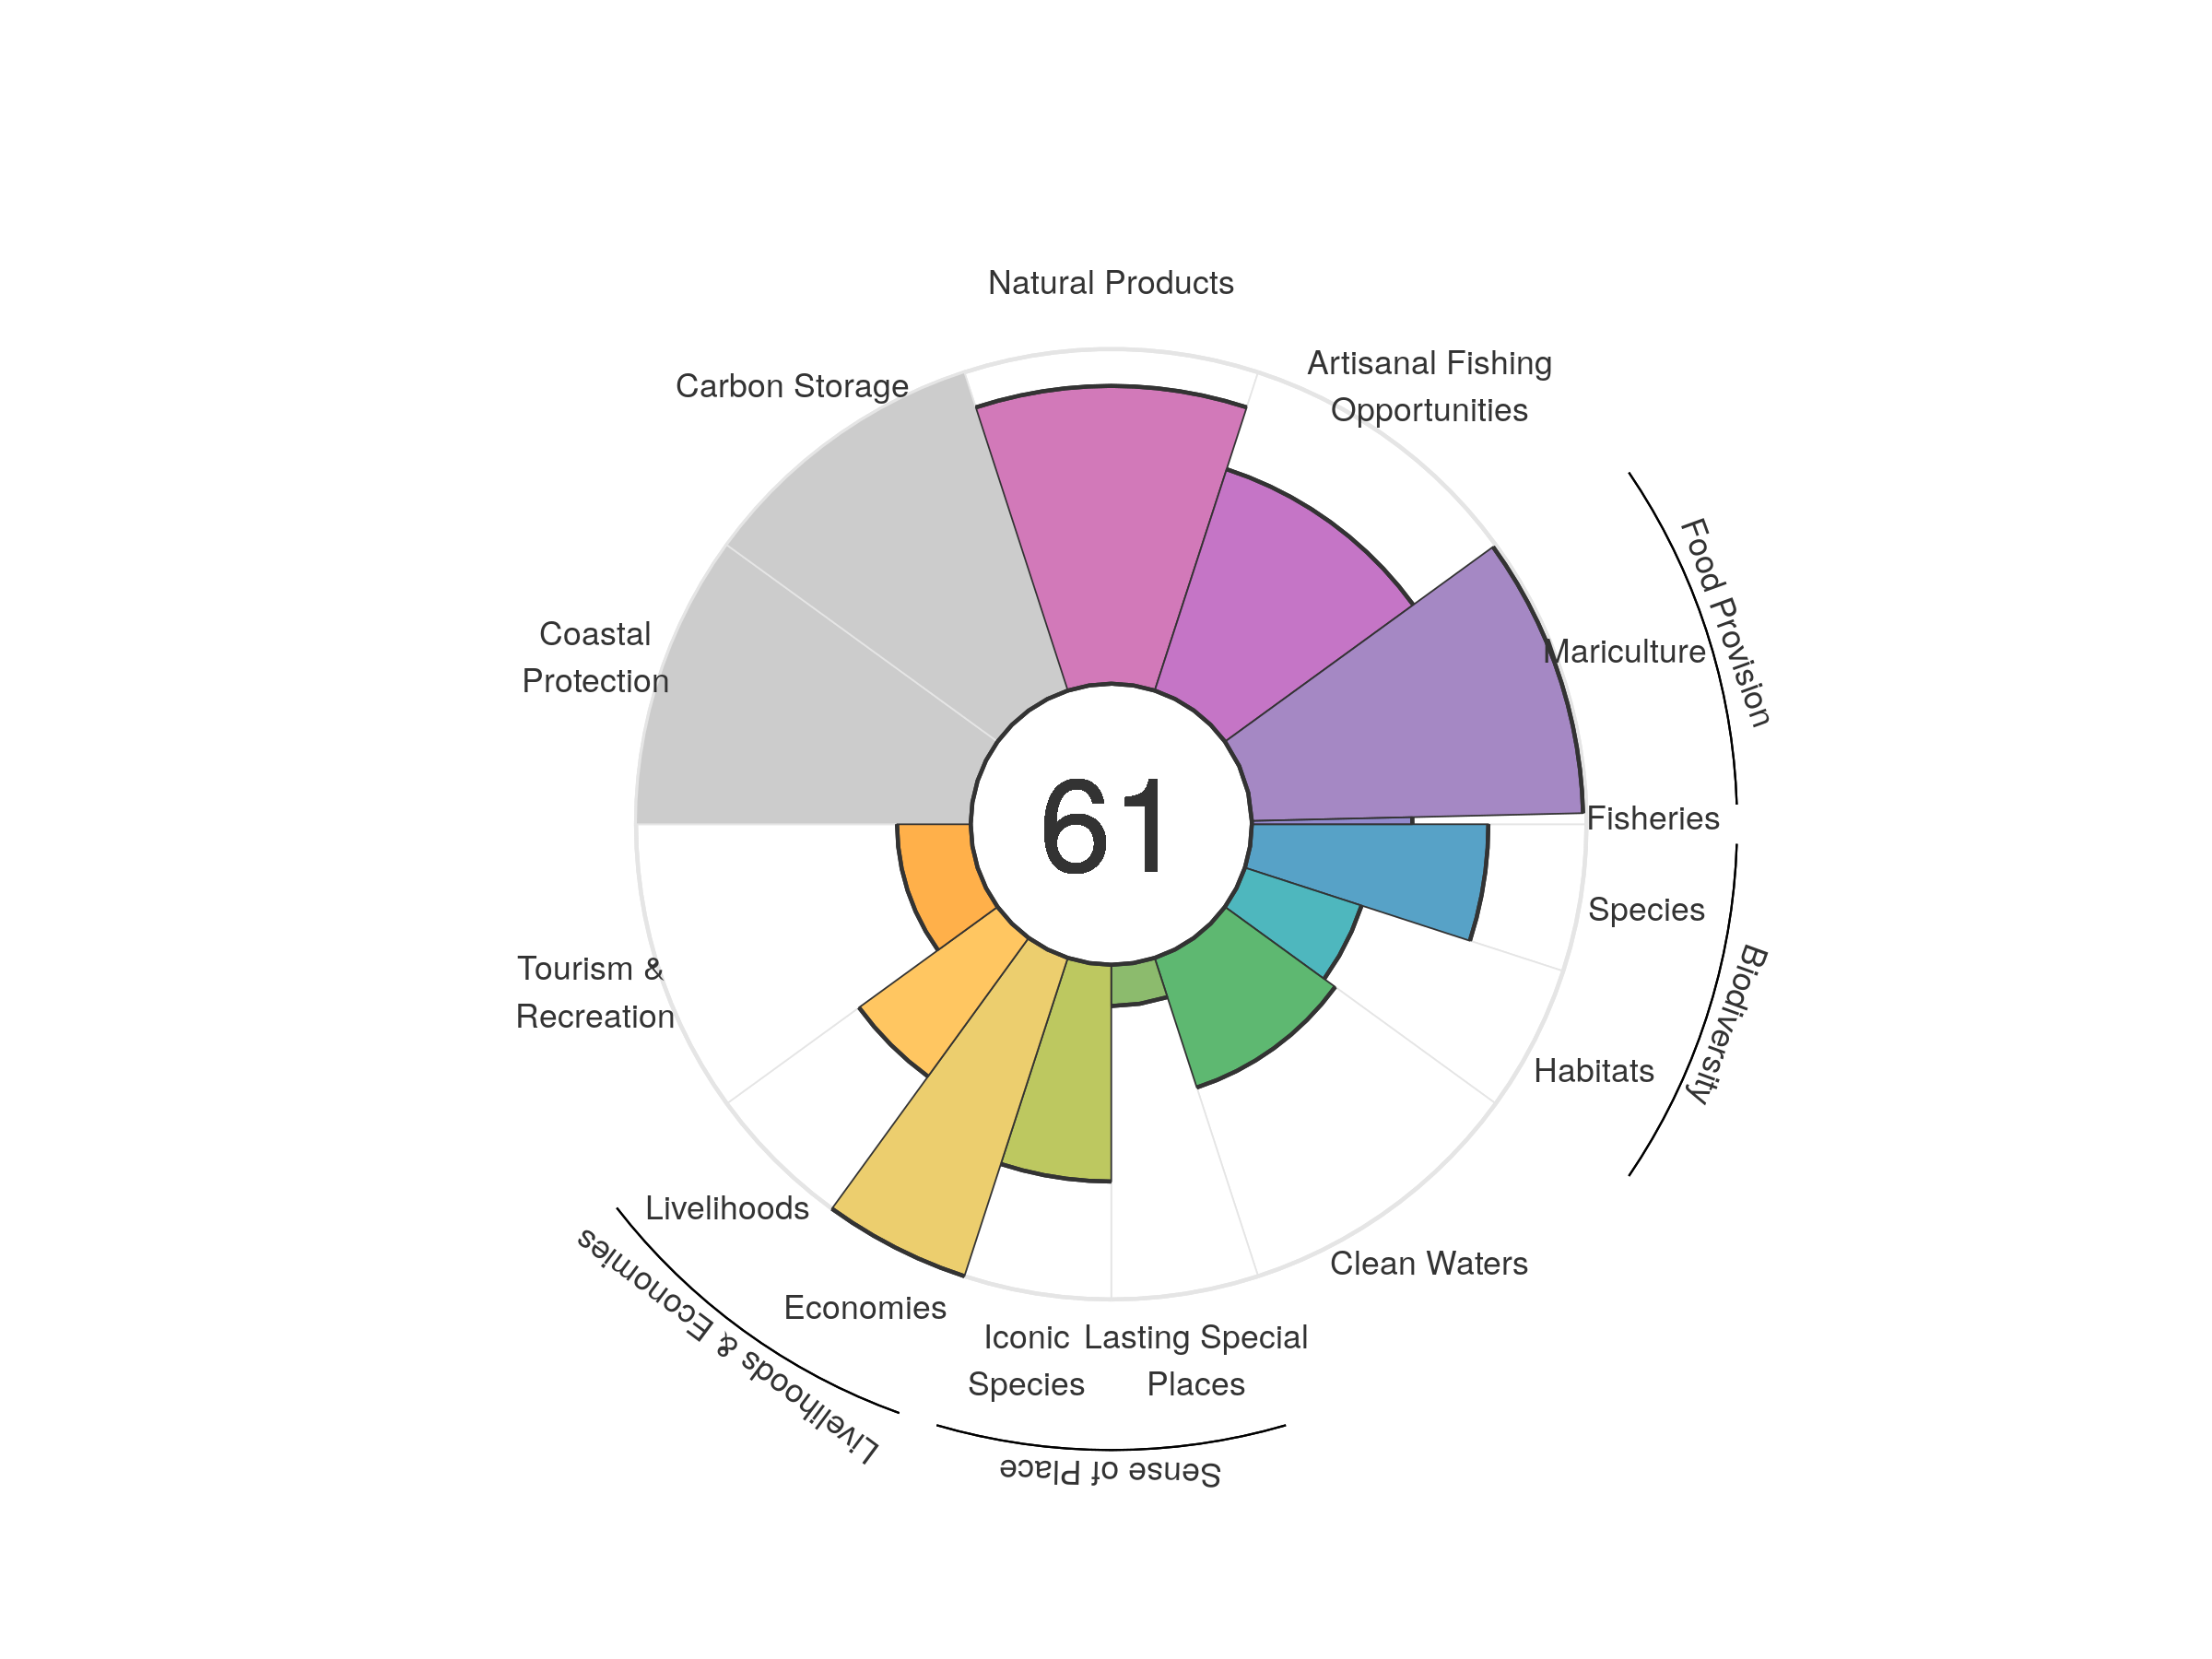 Natural Products
Artisanal Fishing
Opportunities
Carbon Storage
Food Provision
Coastal
Protection
Mariculture
61
Fisheries
Species
Biodiversity
Tourism &
Recreation
Habitats
Livelihoods
Clean Waters
Livelihoods & Economies
Economies
Iconic
Species
Lasting Special
Places
Sense of Place